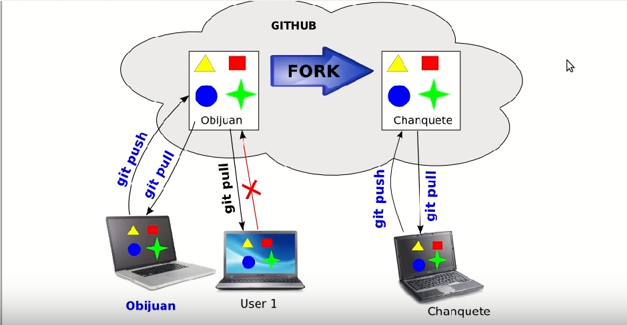 GITHUB
FORK
Obijuan
Chanquete
git push
git pull
git pull
git push
git pull
Obijuan
User 1
Chanquete